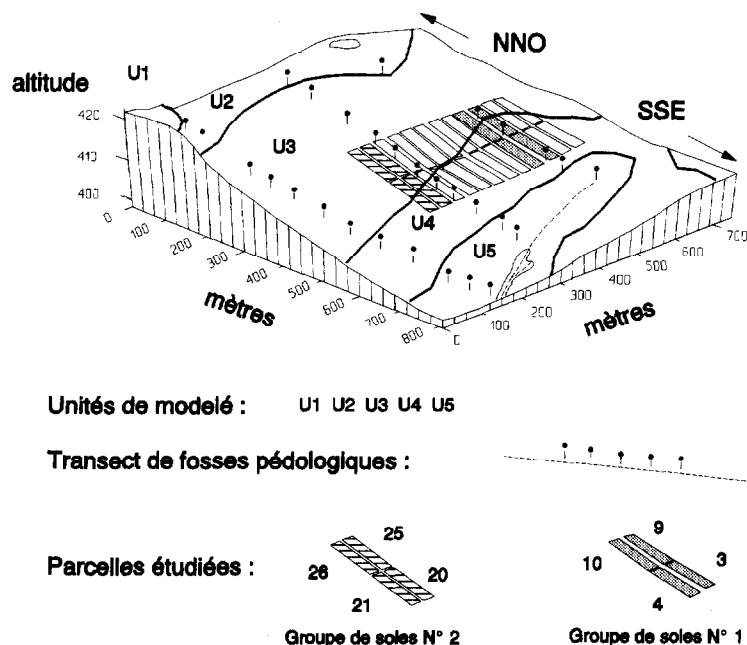 NNO
altitude
U1
SSE
U2
420
U3
410
400
U4
U5
0
100
200
300
400
500
600
700
800
mètres
0
100
200
300
400
500
600
700
mètres
Unités de modelé : U1 U2 U3 U4 U5
Transect de fosses pédologiques :
Parcelles étudiées :
25
26
20
21
Groupe de soles N° 2
9
10
3
4
Groupe de soles N° 1